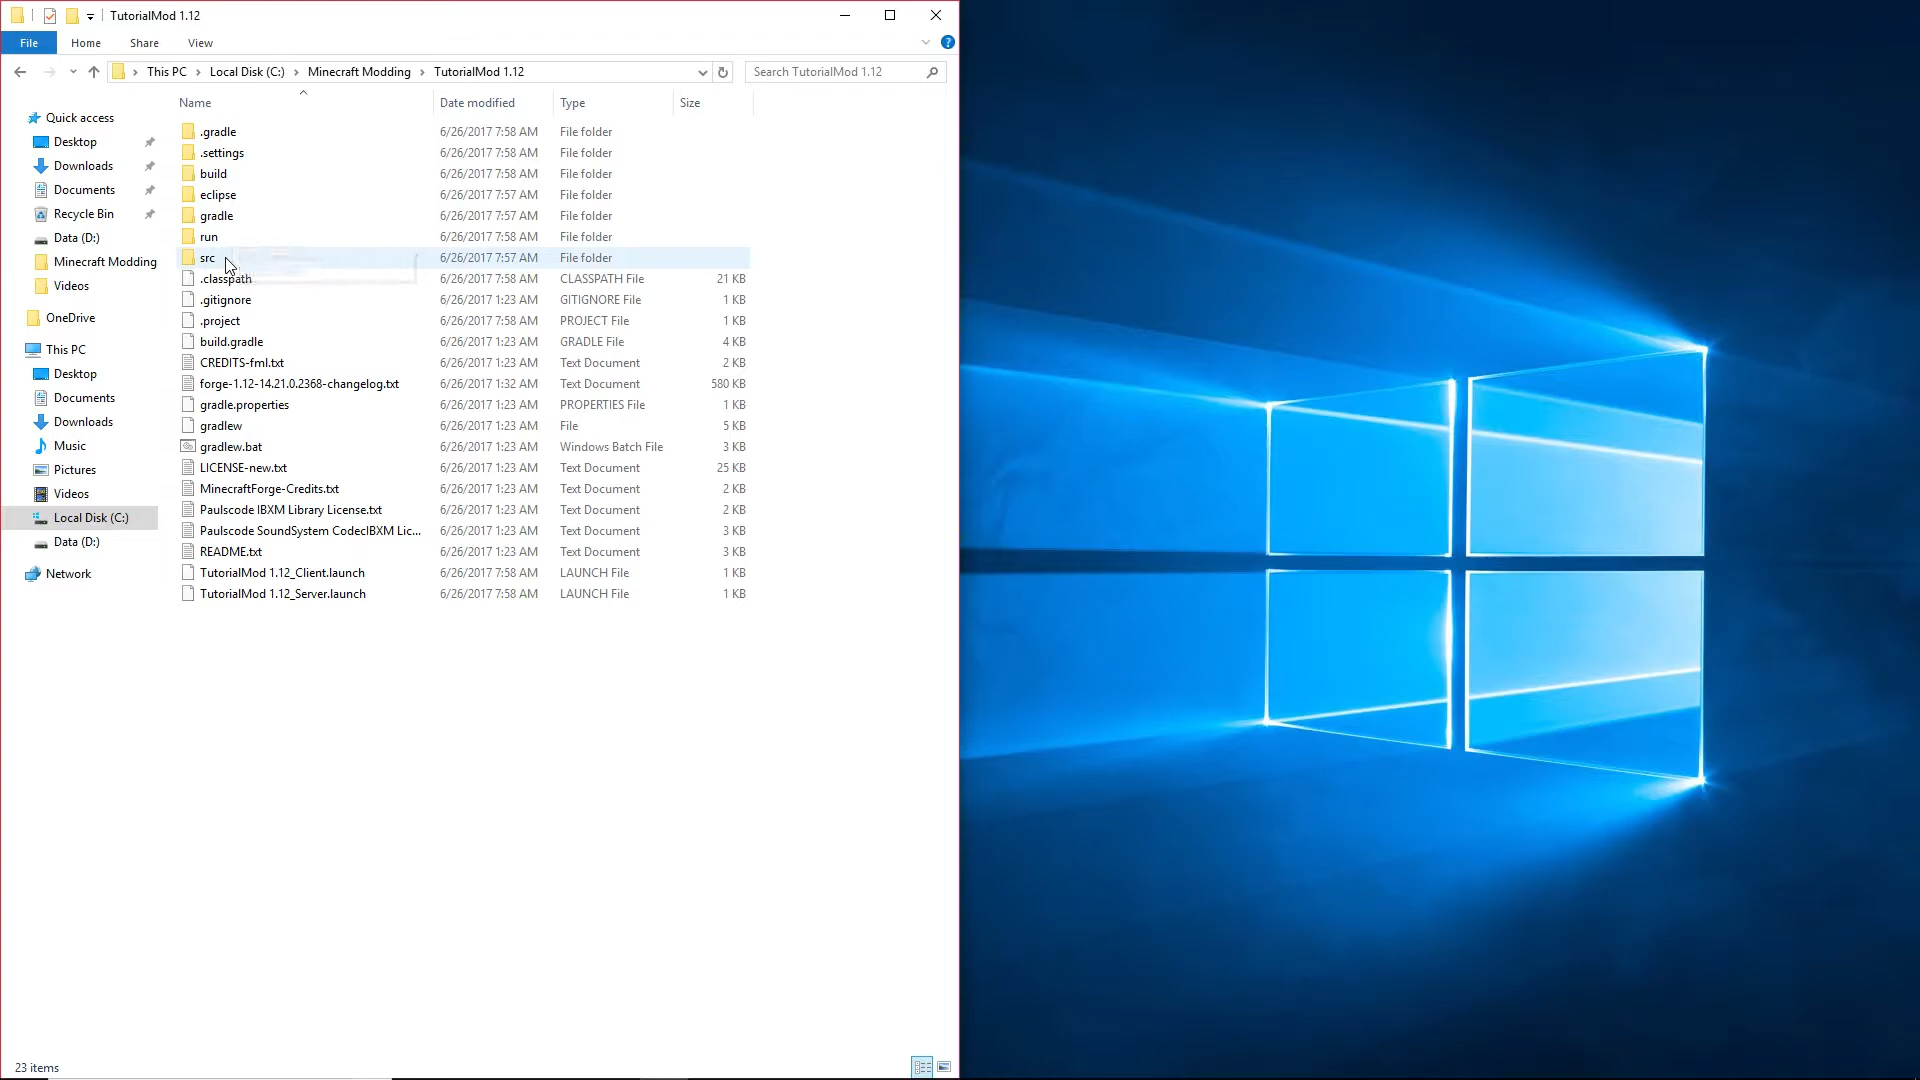 TutorialMod 1.12
File Home Share View
This PC Local Disk (C:) Minecraft Modding TutorialMod 1.12 Search TutorialMod 1.12
Name Date modified Type Size
Quick access
Desktop
Downloads
Documents
Recycle Bin
Data (D:)
Minecraft Modding
Videos
OneDrive
This PC
Desktop
Documents
Downloads
Music
Pictures
Videos
Local Disk (C:)
Data (D:)
Network
.gradle 6/26/2017 7:58 AM File folder
.settings 6/26/2017 7:58 AM File folder
build 6/26/2017 7:58 AM File folder
eclipse 6/26/2017 7:57 AM File folder
gradle 6/26/2017 7:57 AM File folder
run 6/26/2017 7:58 AM File folder
src 6/26/2017 7:57 AM File folder
.classpath 6/26/2017 7:58 AM CLASSPATH File 21 KB
.gitignore 6/26/2017 1:23 AM GITIGNORE File 1 KB
.project 6/26/2017 7:58 AM PROJECT File 1 KB
build.gradle 6/26/2017 1:23 AM GRADLE File 4 KB
CREDITS-fml.txt 6/26/2017 1:23 AM Text Document 2 KB
forge-1.12-14.21.0.2368-changelog.txt 6/26/2017 1:32 AM Text Document 580 KB
gradle.properties 6/26/2017 1:23 AM PROPERTIES File 1 KB
gradlew 6/26/2017 1:23 AM File 5 KB
gradlew.bat 6/26/2017 1:23 AM Windows Batch File 3 KB
LICENSE-new.txt 6/26/2017 1:23 AM Text Document 25 KB
MinecraftForge-Credits.txt 6/26/2017 1:23 AM Text Document 2 KB
Paulscode IBXM Library License.txt 6/26/2017 1:23 AM Text Document 2 KB
Paulscode SoundSystem CodecIBXM Lic... 6/26/2017 1:23 AM Text Document 3 KB
README.txt 6/26/2017 1:23 AM Text Document 3 KB
TutorialMod 1.12_Client.launch 6/26/2017 7:58 AM LAUNCH File 1 KB
TutorialMod 1.12_Server.launch 6/26/2017 7:58 AM LAUNCH File 1 KB
23 items